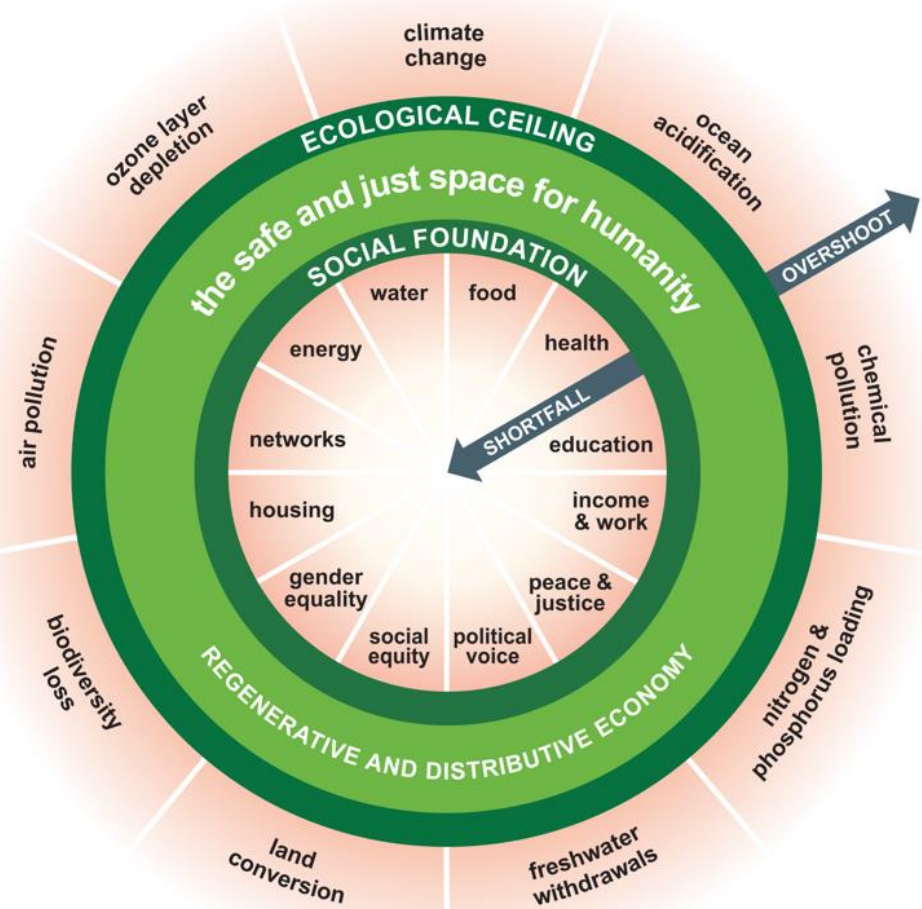 climate
change
ozone layer
depletion
ocean
acidification
ECOLOGICAL CEILING
the safe and just space for humanity
SOCIAL FOUNDATION
OVERSHOOT
water
food
energy
health
SHORTFALL
networks
education
housing
income
& work
gender
equality
peace &
justice
social
equity
political
voice
REGENERATIVE AND DISTRIBUTIVE ECONOMY
air pollution
chemical
pollution
biodiversity
loss
nitrogen &
phosphorus loading
land
conversion
freshwater
withdrawals